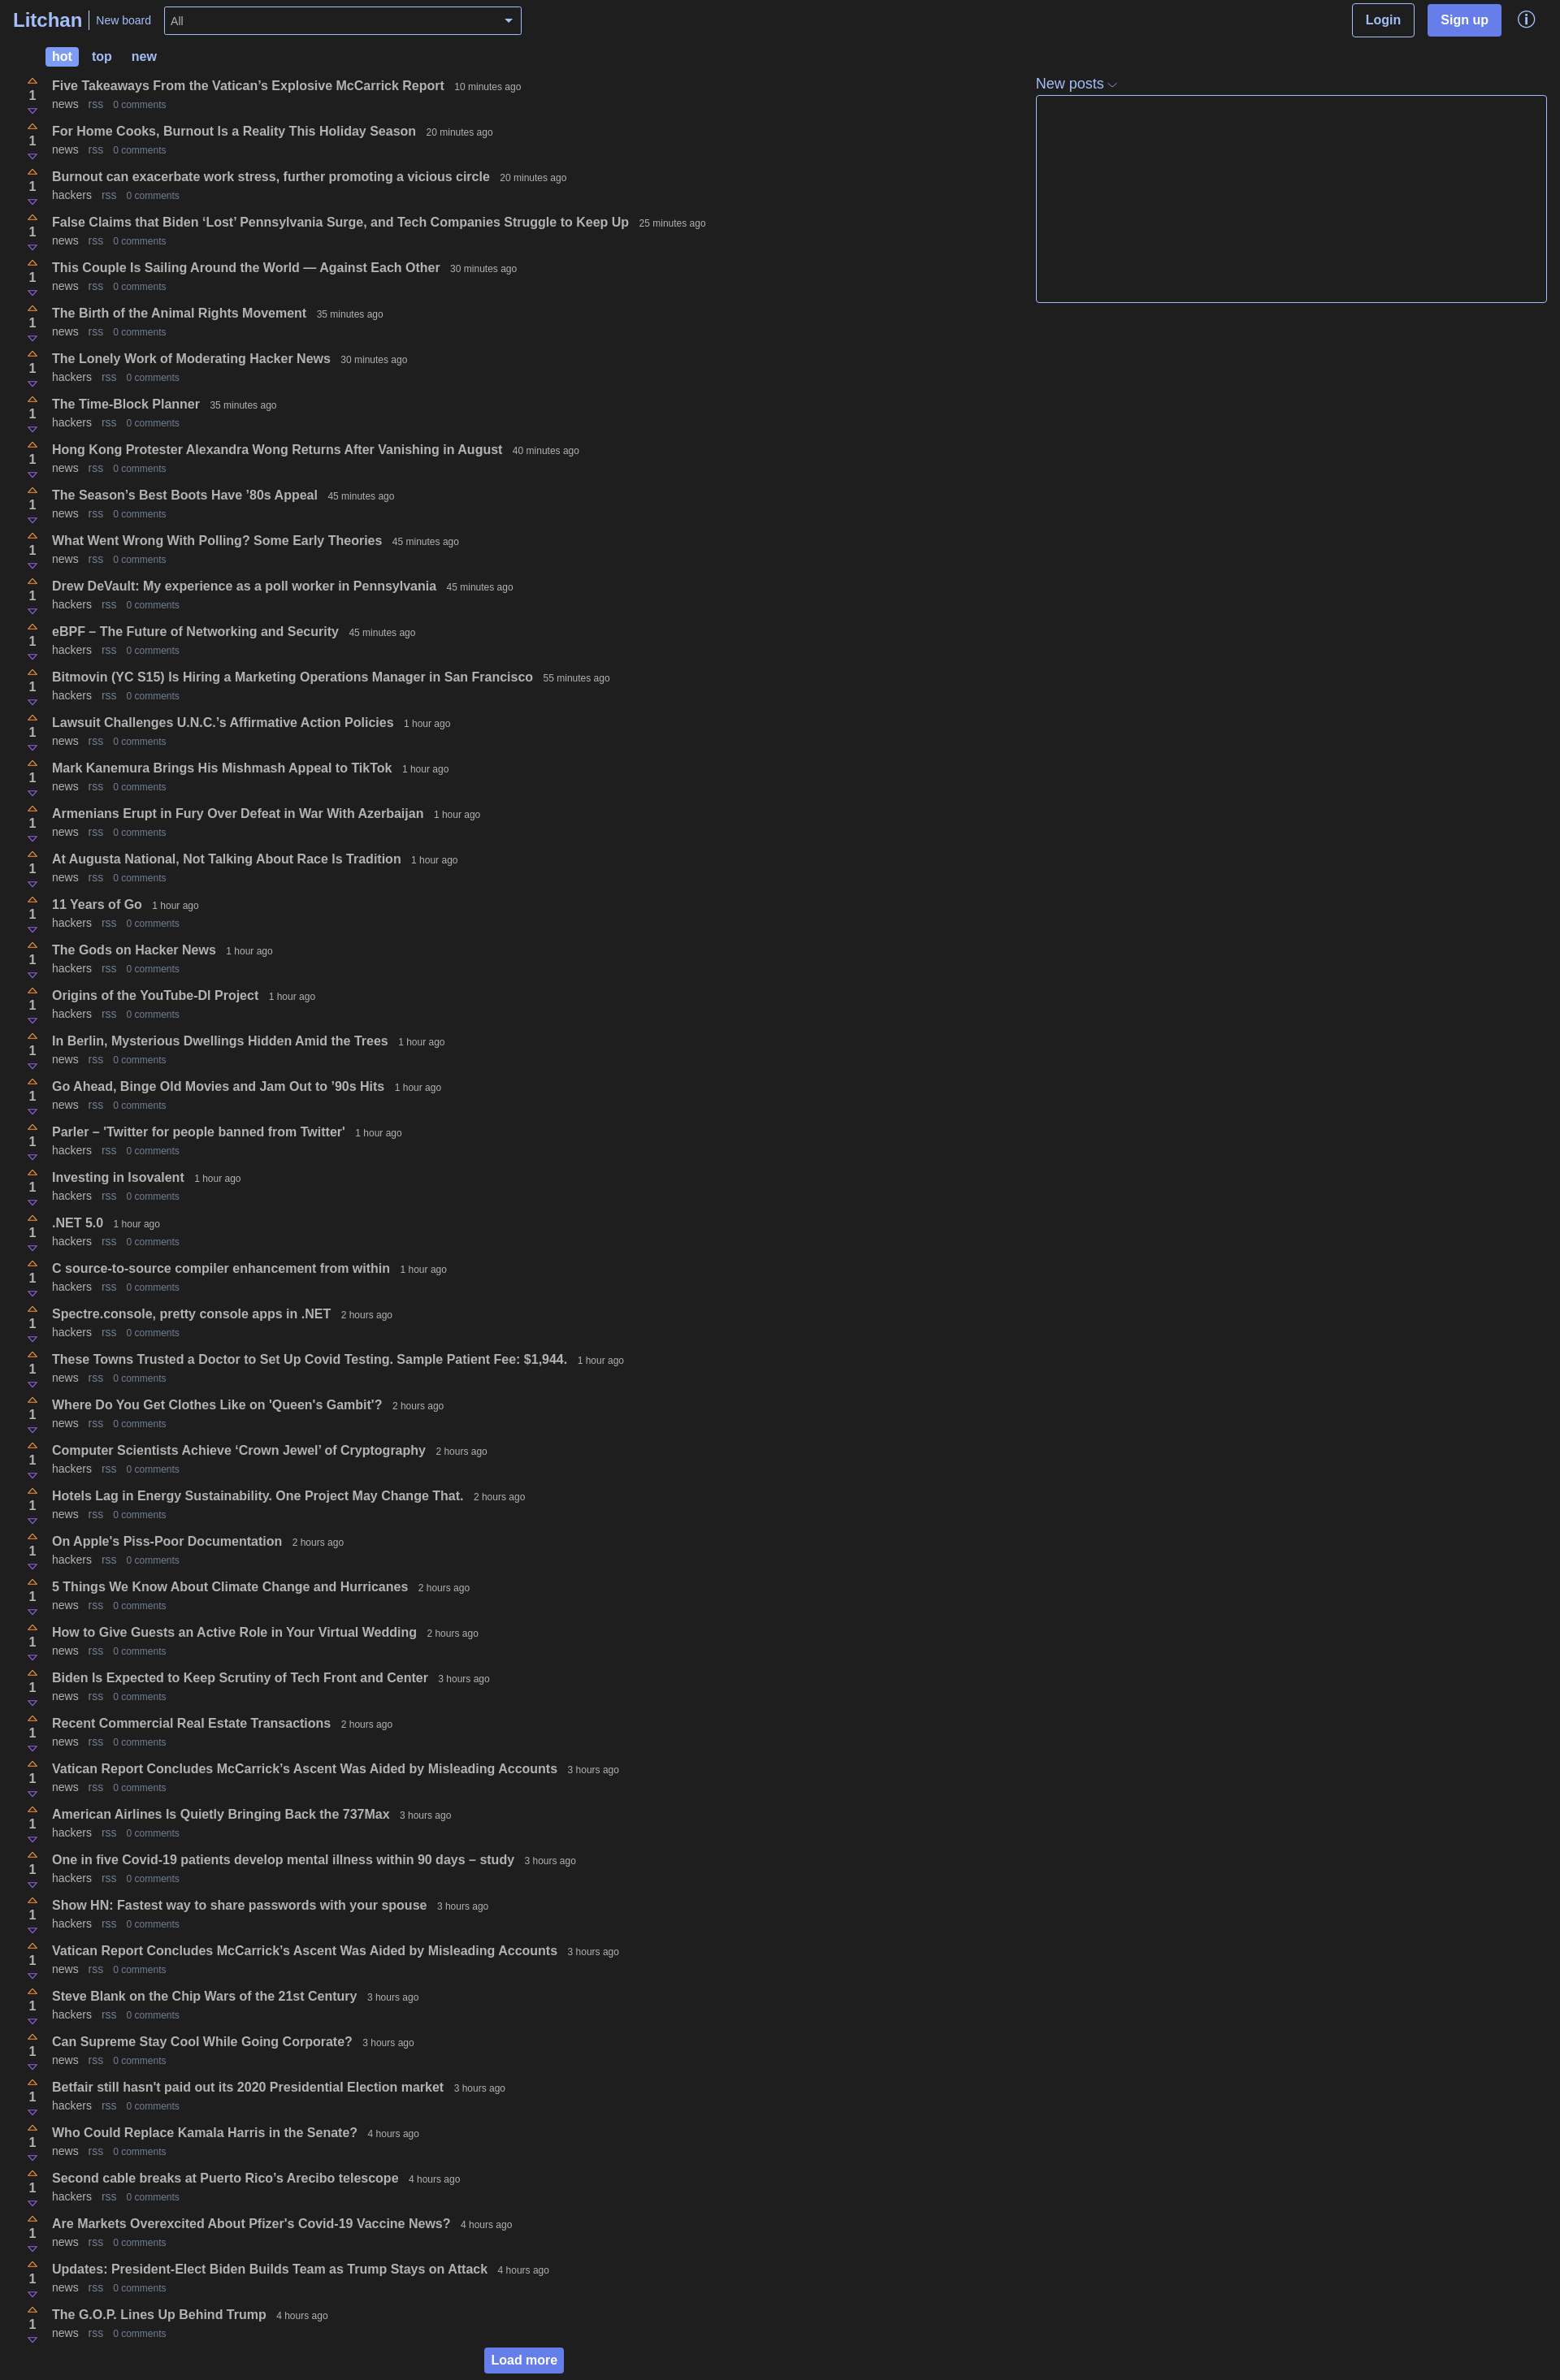 Litchan New board All Login Sign up
hot top new
New posts
Five Takeaways From the Vatican’s Explosive McCarrick Report 10 minutes ago
1
news rss 0 comments
For Home Cooks, Burnout Is a Reality This Holiday Season 20 minutes ago
1
news rss 0 comments
Burnout can exacerbate work stress, further promoting a vicious circle 20 minutes ago
1
hackers rss 0 comments
False Claims that Biden ‘Lost’ Pennsylvania Surge, and Tech Companies Struggle to Keep Up 25 minutes ago
1
news rss 0 comments
This Couple Is Sailing Around the World — Against Each Other 30 minutes ago
1
news rss 0 comments
The Birth of the Animal Rights Movement 35 minutes ago
1
news rss 0 comments
The Lonely Work of Moderating Hacker News 30 minutes ago
1
hackers rss 0 comments
The Time-Block Planner 35 minutes ago
1
hackers rss 0 comments
Hong Kong Protester Alexandra Wong Returns After Vanishing in August 40 minutes ago
1
news rss 0 comments
The Season’s Best Boots Have ’80s Appeal 45 minutes ago
1
news rss 0 comments
What Went Wrong With Polling? Some Early Theories 45 minutes ago
1
news rss 0 comments
Drew DeVault: My experience as a poll worker in Pennsylvania 45 minutes ago
1
hackers rss 0 comments
eBPF – The Future of Networking and Security 45 minutes ago
1
hackers rss 0 comments
Bitmovin (YC S15) Is Hiring a Marketing Operations Manager in San Francisco 55 minutes ago
1
hackers rss 0 comments
Lawsuit Challenges U.N.C.’s Affirmative Action Policies 1 hour ago
1
news rss 0 comments
Mark Kanemura Brings His Mishmash Appeal to TikTok 1 hour ago
1
news rss 0 comments
Armenians Erupt in Fury Over Defeat in War With Azerbaijan 1 hour ago
1
news rss 0 comments
At Augusta National, Not Talking About Race Is Tradition 1 hour ago
1
news rss 0 comments
11 Years of Go 1 hour ago
1
hackers rss 0 comments
The Gods on Hacker News 1 hour ago
1
hackers rss 0 comments
Origins of the YouTube-Dl Project 1 hour ago
1
hackers rss 0 comments
In Berlin, Mysterious Dwellings Hidden Amid the Trees 1 hour ago
1
news rss 0 comments
Go Ahead, Binge Old Movies and Jam Out to ’90s Hits 1 hour ago
1
news rss 0 comments
Parler – 'Twitter for people banned from Twitter' 1 hour ago
1
hackers rss 0 comments
Investing in Isovalent 1 hour ago
1
hackers rss 0 comments
.NET 5.0 1 hour ago
1
hackers rss 0 comments
C source-to-source compiler enhancement from within 1 hour ago
1
hackers rss 0 comments
Spectre.console, pretty console apps in .NET 2 hours ago
1
hackers rss 0 comments
These Towns Trusted a Doctor to Set Up Covid Testing. Sample Patient Fee: $1,944. 1 hour ago
1
news rss 0 comments
Where Do You Get Clothes Like on 'Queen's Gambit'? 2 hours ago
1
news rss 0 comments
Computer Scientists Achieve ‘Crown Jewel’ of Cryptography 2 hours ago
1
hackers rss 0 comments
Hotels Lag in Energy Sustainability. One Project May Change That. 2 hours ago
1
news rss 0 comments
On Apple's Piss-Poor Documentation 2 hours ago
1
hackers rss 0 comments
5 Things We Know About Climate Change and Hurricanes 2 hours ago
1
news rss 0 comments
How to Give Guests an Active Role in Your Virtual Wedding 2 hours ago
1
news rss 0 comments
Biden Is Expected to Keep Scrutiny of Tech Front and Center 3 hours ago
1
news rss 0 comments
Recent Commercial Real Estate Transactions 2 hours ago
1
news rss 0 comments
Vatican Report Concludes McCarrick’s Ascent Was Aided by Misleading Accounts 3 hours ago
1
news rss 0 comments
American Airlines Is Quietly Bringing Back the 737Max 3 hours ago
1
hackers rss 0 comments
One in five Covid-19 patients develop mental illness within 90 days – study 3 hours ago
1
hackers rss 0 comments
Show HN: Fastest way to share passwords with your spouse 3 hours ago
1
hackers rss 0 comments
Vatican Report Concludes McCarrick’s Ascent Was Aided by Misleading Accounts 3 hours ago
1
news rss 0 comments
Steve Blank on the Chip Wars of the 21st Century 3 hours ago
1
hackers rss 0 comments
Can Supreme Stay Cool While Going Corporate? 3 hours ago
1
news rss 0 comments
Betfair still hasn't paid out its 2020 Presidential Election market 3 hours ago
1
hackers rss 0 comments
Who Could Replace Kamala Harris in the Senate? 4 hours ago
1
news rss 0 comments
Second cable breaks at Puerto Rico’s Arecibo telescope 4 hours ago
1
hackers rss 0 comments
Are Markets Overexcited About Pfizer's Covid-19 Vaccine News? 4 hours ago
1
news rss 0 comments
Updates: President-Elect Biden Builds Team as Trump Stays on Attack 4 hours ago
1
news rss 0 comments
The G.O.P. Lines Up Behind Trump 4 hours ago
1
news rss 0 comments
Load more